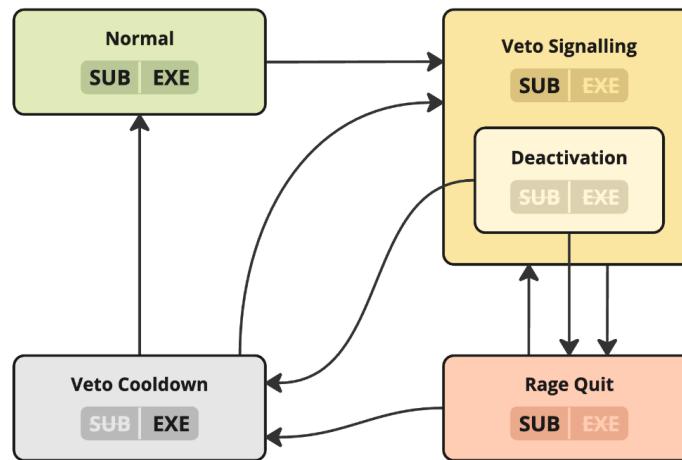 Normal
SUB EXE
Veto Signalling
SUB EXE
Deactivation
SUB EXE
Veto Cooldown
SUB EXE
Rage Quit
SUB EXE